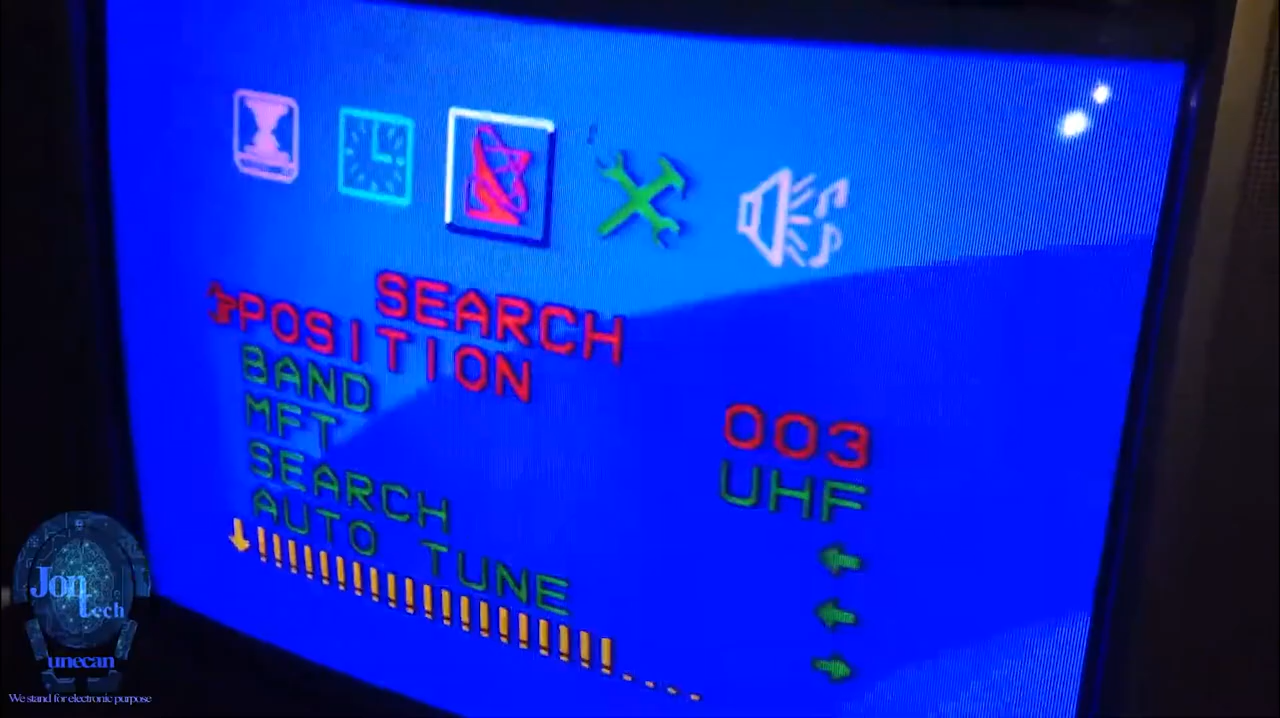 SEARCH
POSITION 003
BAND UHF
MFT
SEARCH
AUTO TUNE
Jon
tech
unecan
We stand for electronic purpose